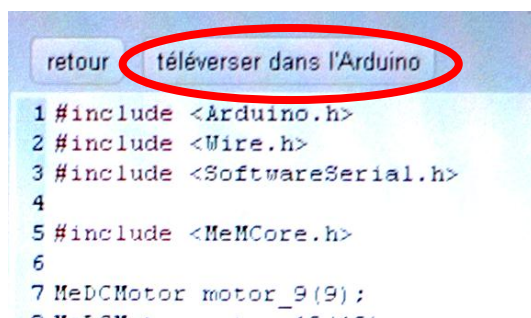 retour téléverser dans l'Arduino
1 #include <Arduino.h>
2 #include <Wire.h>
3 #include <SoftwareSerial.h>
4
5 #include <MeMCore.h>
6
7 MeDCMotor motor_9(9);